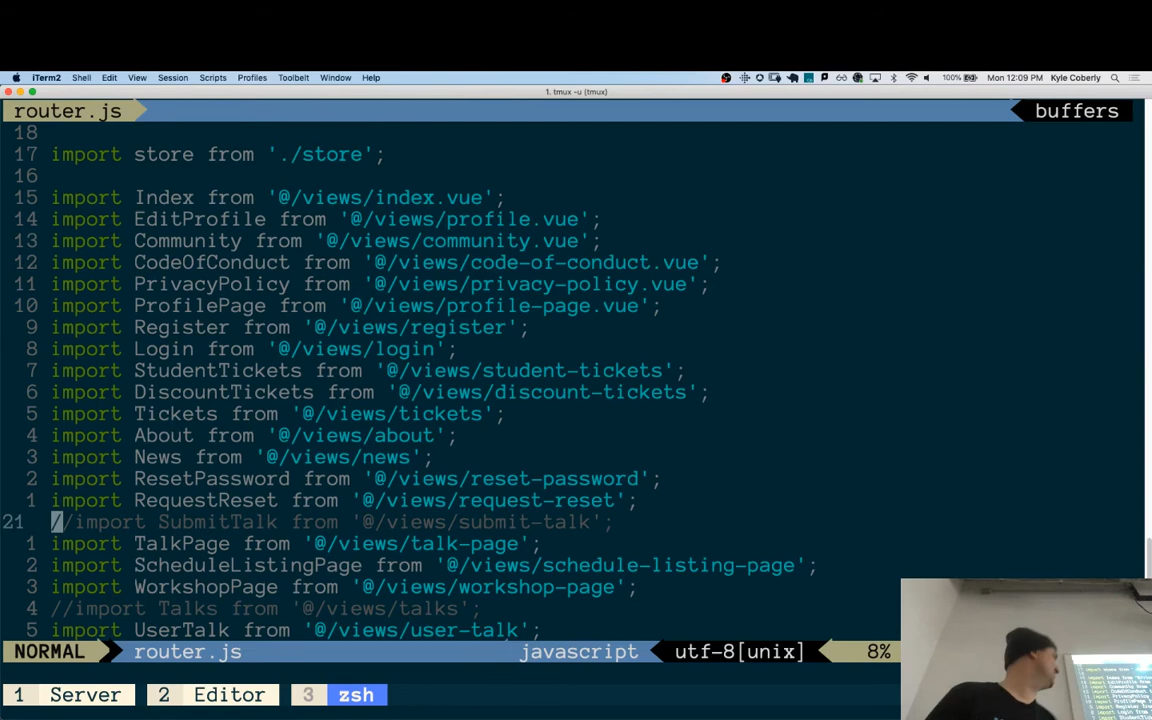 iTerm2 Shell Edit View Session Scripts Profiles Toolbelt Window Help 100% Mon 12:09 PM Kyle Coberly
1. tmux -u (tmux)
router.js buffers
18
17 import store from './store';
16
15 import Index from '@/views/index.vue';
14 import EditProfile from '@/views/profile.vue';
13 import Community from '@/views/community.vue';
12 import CodeOfConduct from '@/views/code-of-conduct.vue';
11 import PrivacyPolicy from '@/views/privacy-policy.vue';
10 import ProfilePage from '@/views/profile-page.vue';
9 import Register from '@/views/register';
8 import Login from '@/views/login';
7 import StudentTickets from '@/views/student-tickets';
6 import DiscountTickets from '@/views/discount-tickets';
5 import Tickets from '@/views/tickets';
4 import About from '@/views/about';
3 import News from '@/views/news';
2 import ResetPassword from '@/views/reset-password';
1 import RequestReset from '@/views/request-reset';
21 //import SubmitTalk from '@/views/submit-talk';
1 import TalkPage from '@/views/talk-page';
2 import ScheduleListingPage from '@/views/schedule-listing-page';
3 import WorkshopPage from '@/views/workshop-page';
4 //import Talks from '@/views/talks';
5 import UserTalk from '@/views/user-talk';
NORMAL router.js javascript utf-8[unix] 8%
1 Server 2 Editor 3 zsh